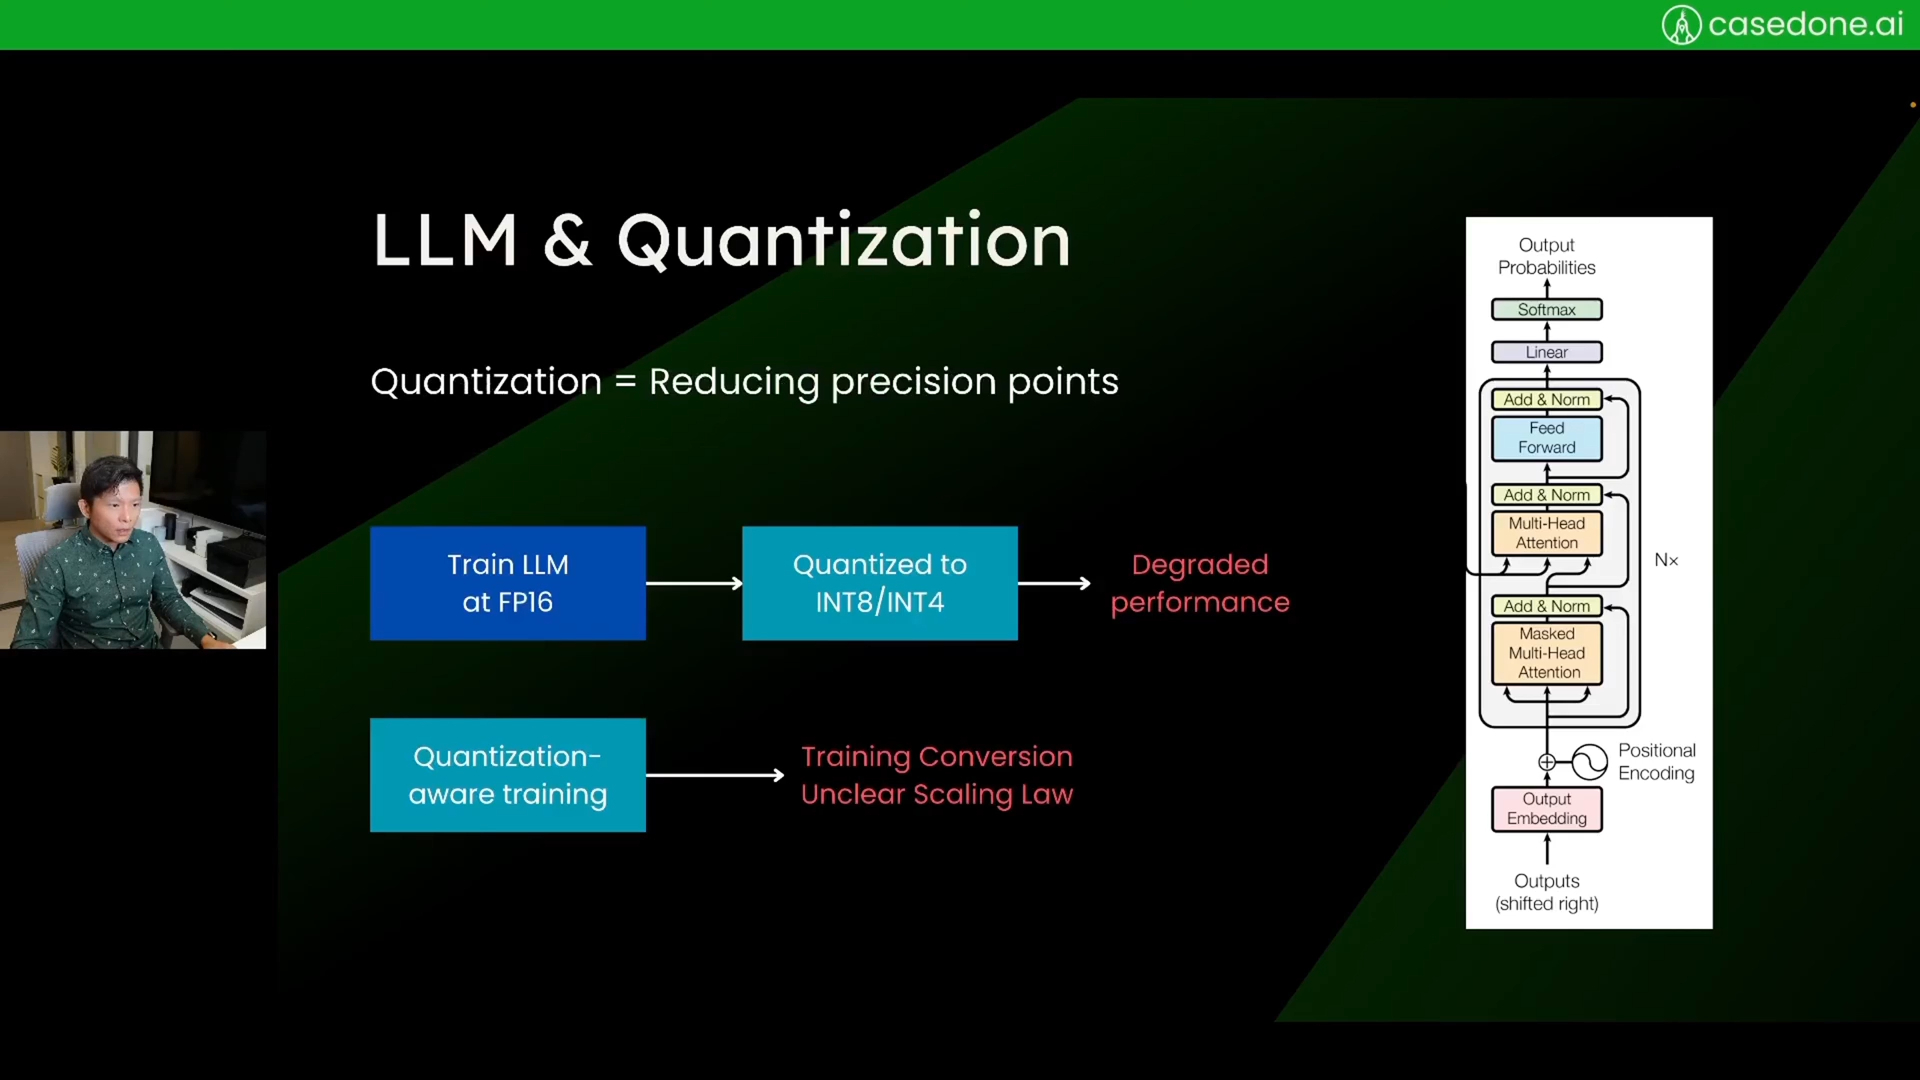 casedone.ai
LLM & Quantization
Quantization = Reducing precision points
Train LLM
at FP16
Quantized to
INT8/INT4
Degraded
performance
Quantization-
aware training
Training Conversion
Unclear Scaling Law
Output
Probabilities
Softmax
Linear
Add & Norm
Feed
Forward
Add & Norm
Multi-Head
Attention
Nx
Add & Norm
Masked
Multi-Head
Attention
Positional
Encoding
Output
Embedding
Outputs
(shifted right)